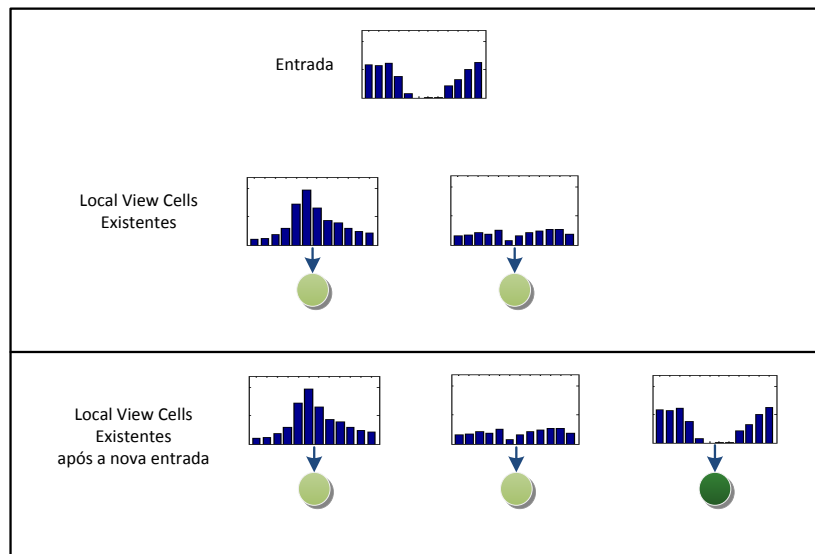 Entrada
Local View Cells
Existentes
Local View Cells
Existentes
após a nova entrada